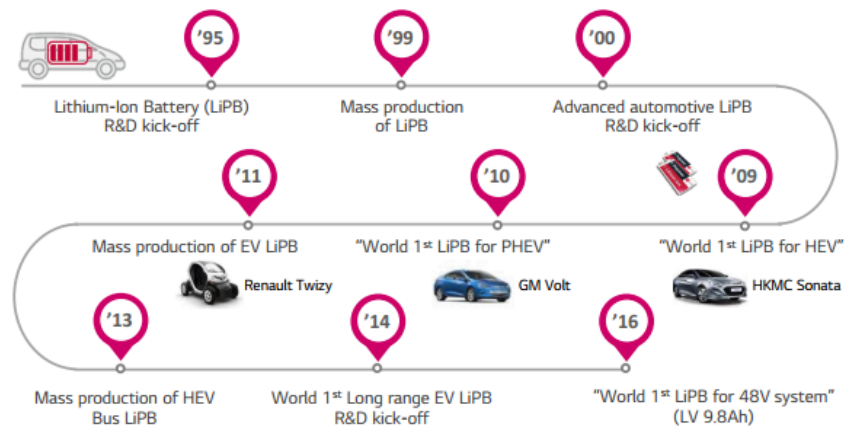 '95
'99
'00
Lithium-Ion Battery (LiPB)
R&D kick-off
Mass production
of LiPB
Advanced automotive LiPB
R&D kick-off
'11
'10
'09
Mass production of EV LiPB
"World 1st LiPB for PHEV"
"World 1st LiPB for HEV"
Renault Twizy
GM Volt
HKMC Sonata
'13
'14
'16
Mass production of HEV
Bus LiPB
World 1st Long range EV LiPB
R&D kick-off
"World 1st LiPB for 48V system"
(LV 9.8Ah)